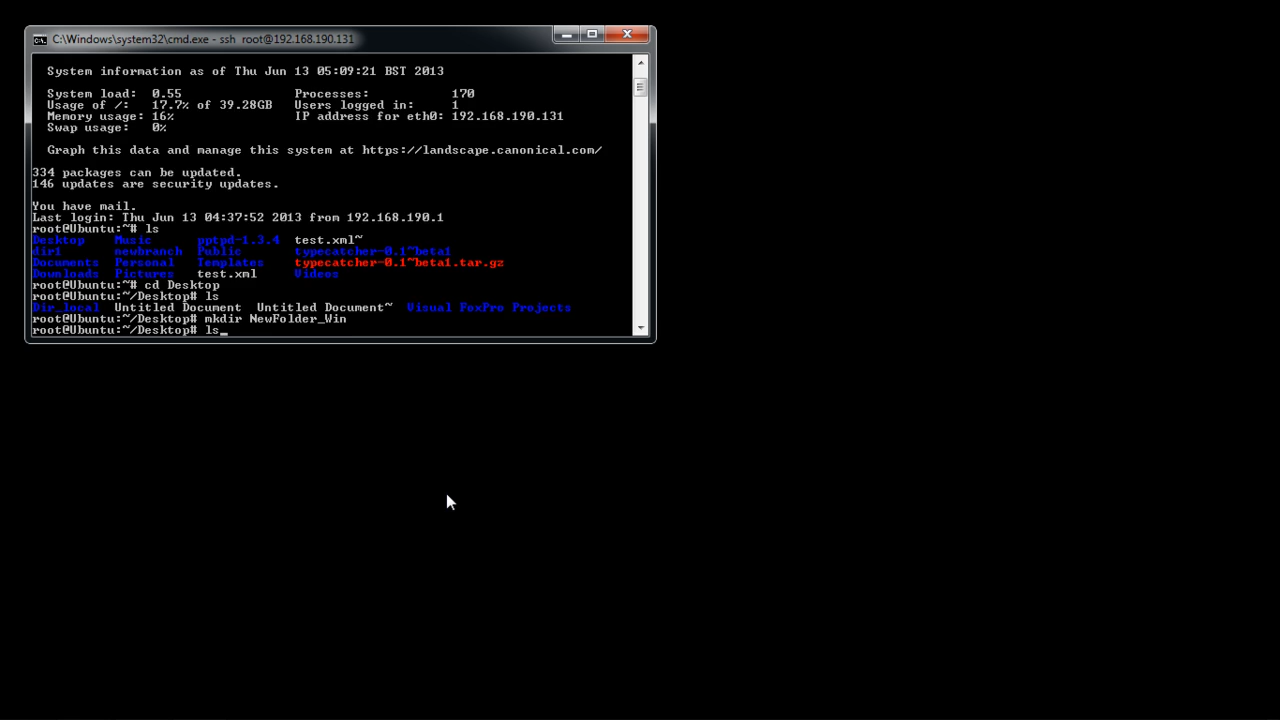 C:\Windows\system32\cmd.exe - ssh root@192.168.190.131
System information as of Thu Jun 13 05:09:21 BST 2013
System load: 0.55 Processes: 170
Usage of /: 17.7% of 39.28GB Users logged in: 1
Memory usage: 16% IP address for eth0: 192.168.190.131
Swap usage: 0%
Graph this data and manage this system at https://landscape.canonical.com/
334 packages can be updated.
146 updates are security updates.
You have mail.
Last login: Thu Jun 13 04:37:52 2013 from 192.168.190.1
root@Ubuntu:~# ls
Desktop Music pptpd-1.3.4 test.xml~
dir1 newbranch Public typecatcher-0.1~beta1
Documents Personal Templates typecatcher-0.1~beta1.tar.gz
Downloads Pictures test.xml Videos
root@Ubuntu:~# cd Desktop
root@Ubuntu:~/Desktop# ls
Dir_local Untitled Document Untitled Document~ Visual FoxPro Projects
root@Ubuntu:~/Desktop# mkdir NewFolder_Win
root@Ubuntu:~/Desktop# ls_